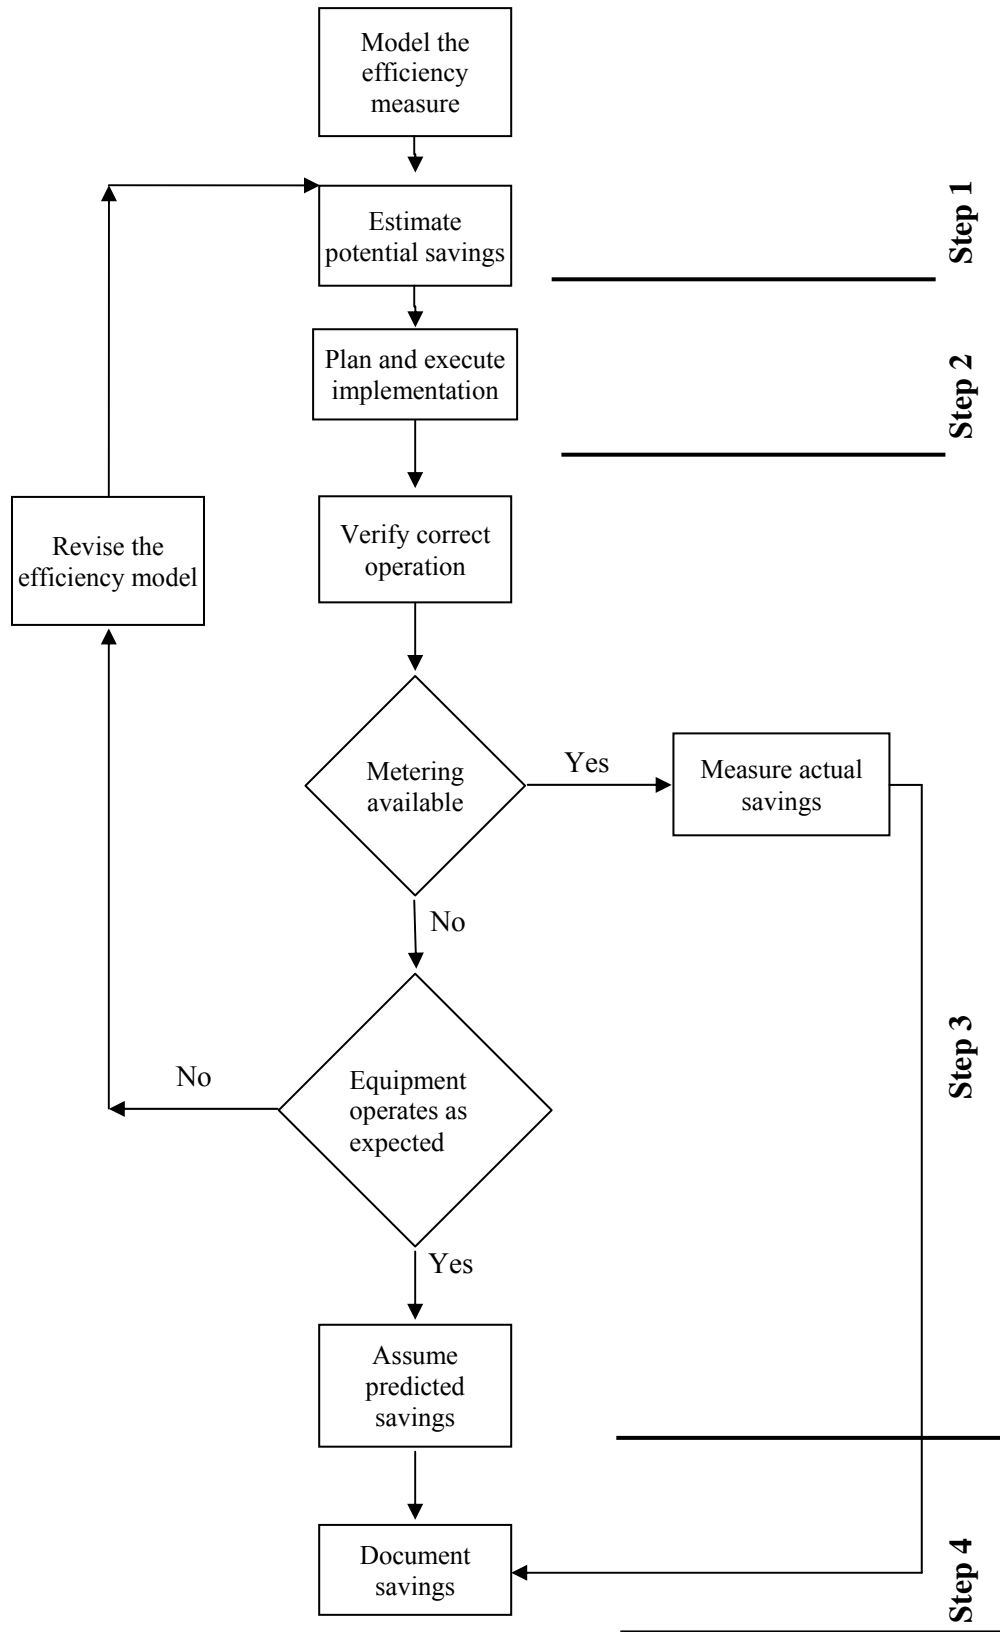 Model the
efficiency
measure
Estimate
potential savings
Step 1
Plan and execute
implementation
Step 2
Verify correct
operation
Revise the
efficiency model
Metering
available
Yes
Measure actual
savings
No
Equipment
operates as
expected
No
Step 3
Yes
Assume
predicted
savings
Document
savings
Step 4